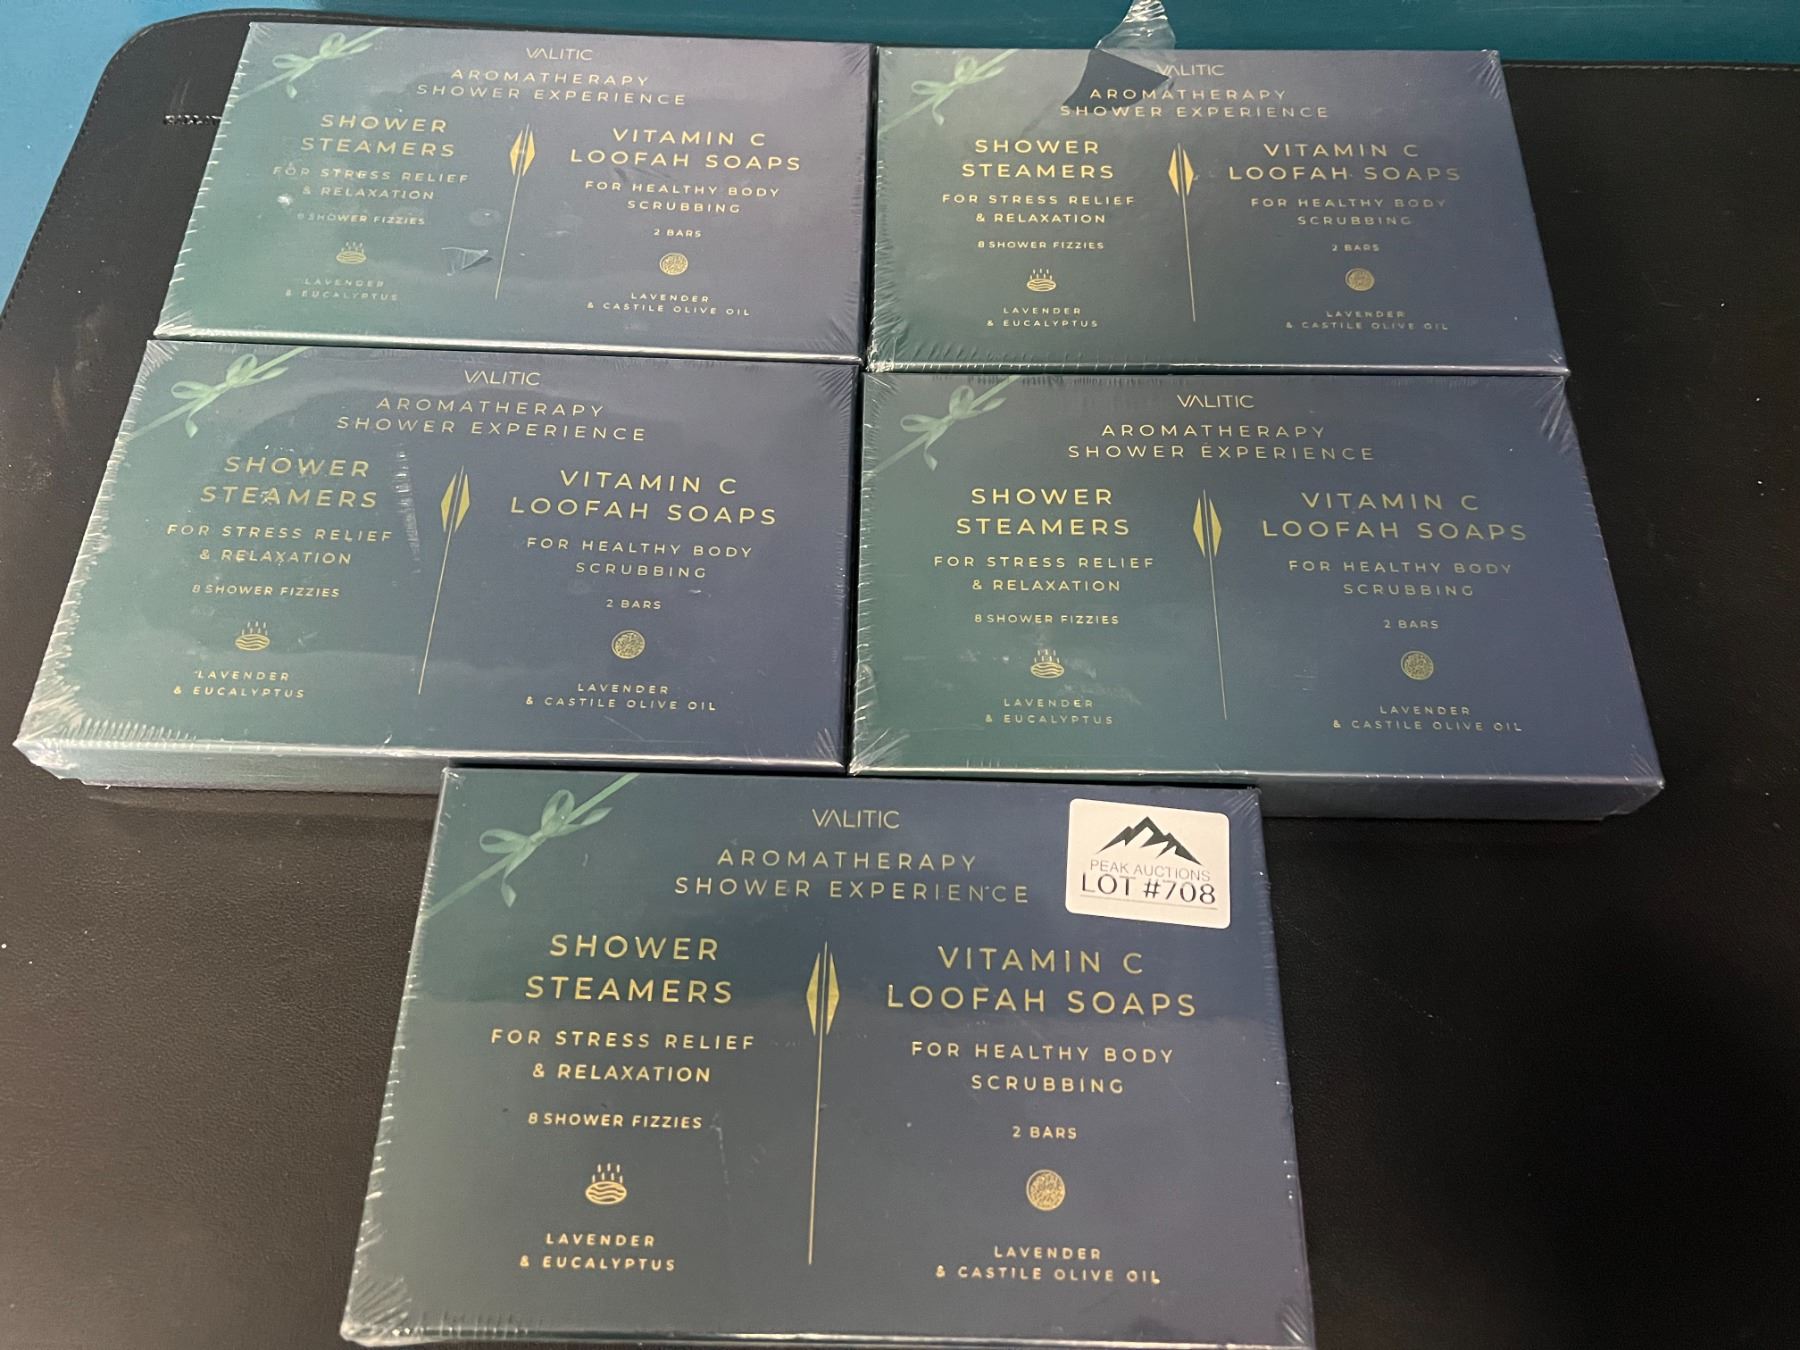 VALITIC
AROMATHERAPY
SHOWER EXPERIENCE
SHOWER
STEAMERS
FOR STRESS RELIEF
& RELAXATION
8 SHOWER FIZZIES
LAVENDER
& EUCALYPTUS
VITAMIN C
LOOFAH SOAPS
FOR HEALTHY BODY
SCRUBBING
2 BARS
LAVENDER
& CASTILE OLIVE OIL
VALITIC
AROMATHERAPY
SHOWER EXPERIENCE
SHOWER
STEAMERS
FOR STRESS RELIEF
& RELAXATION
8 SHOWER FIZZIES
LAVENDER
& EUCALYPTUS
VITAMIN C
LOOFAH SOAPS
FOR HEALTHY BODY
SCRUBBING
2 BARS
LAVENDER
& CASTILE OLIVE OIL
VALITIC
AROMATHERAPY
SHOWER EXPERIENCE
SHOWER
STEAMERS
FOR STRESS RELIEF
& RELAXATION
8 SHOWER FIZZIES
LAVENDER
& EUCALYPTUS
VITAMIN C
LOOFAH SOAPS
FOR HEALTHY BODY
SCRUBBING
2 BARS
LAVENDER
& CASTILE OLIVE OIL
VALITIC
AROMATHERAPY
SHOWER EXPERIENCE
SHOWER
STEAMERS
FOR STRESS RELIEF
& RELAXATION
8 SHOWER FIZZIES
LAVENDER
& EUCALYPTUS
VITAMIN C
LOOFAH SOAPS
FOR HEALTHY BODY
SCRUBBING
2 BARS
LAVENDER
& CASTILE OLIVE OIL
VALITIC
AROMATHERAPY
SHOWER EXPERIENCE
PEAK AUCTIONS
LOT #708
SHOWER
STEAMERS
FOR STRESS RELIEF
& RELAXATION
8 SHOWER FIZZIES
LAVENDER
& EUCALYPTUS
VITAMIN C
LOOFAH SOAPS
FOR HEALTHY BODY
SCRUBBING
2 BARS
LAVENDER
& CASTILE OLIVE OIL